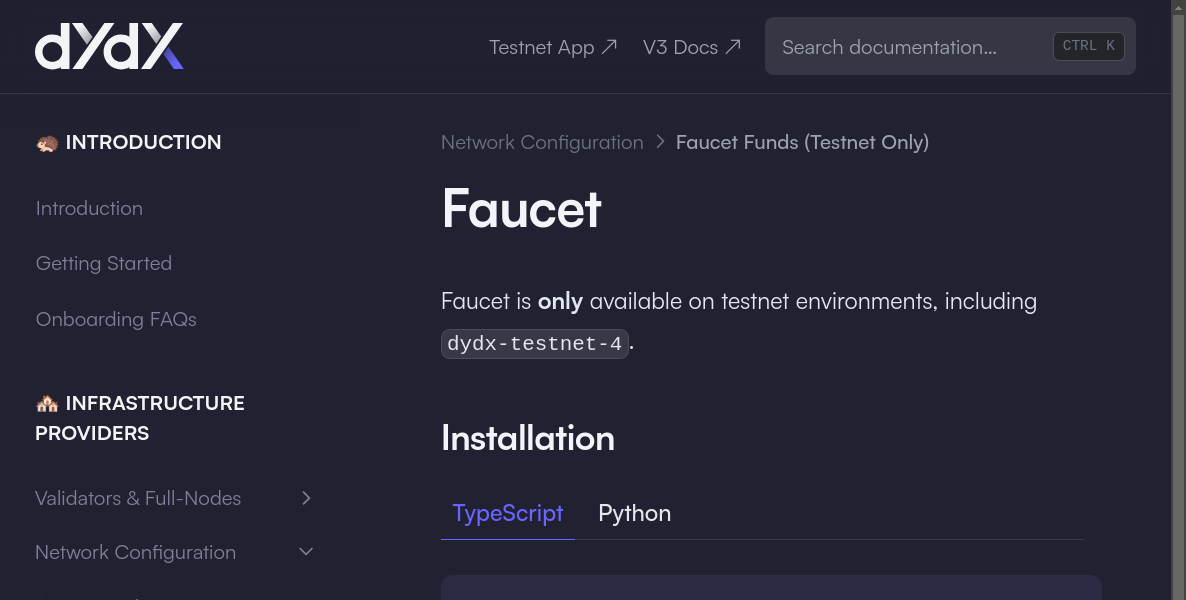 dYdX
Testnet App ↗ V3 Docs ↗ Search documentation... CTRL K
🦔 INTRODUCTION
Introduction
Getting Started
Onboarding FAQs
🏘️ INFRASTRUCTURE
PROVIDERS
Validators & Full-Nodes
Network Configuration
Network Configuration > Faucet Funds (Testnet Only)
Faucet
Faucet is only available on testnet environments, including
dydx-testnet-4.
Installation
TypeScript Python